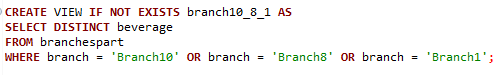 CREATE VIEW IF NOT EXISTS branch10_8_1 AS
SELECT DISTINCT beverage
FROM branchespart
WHERE branch = 'Branch10' OR branch = 'Branch8' OR branch = 'Branch1';